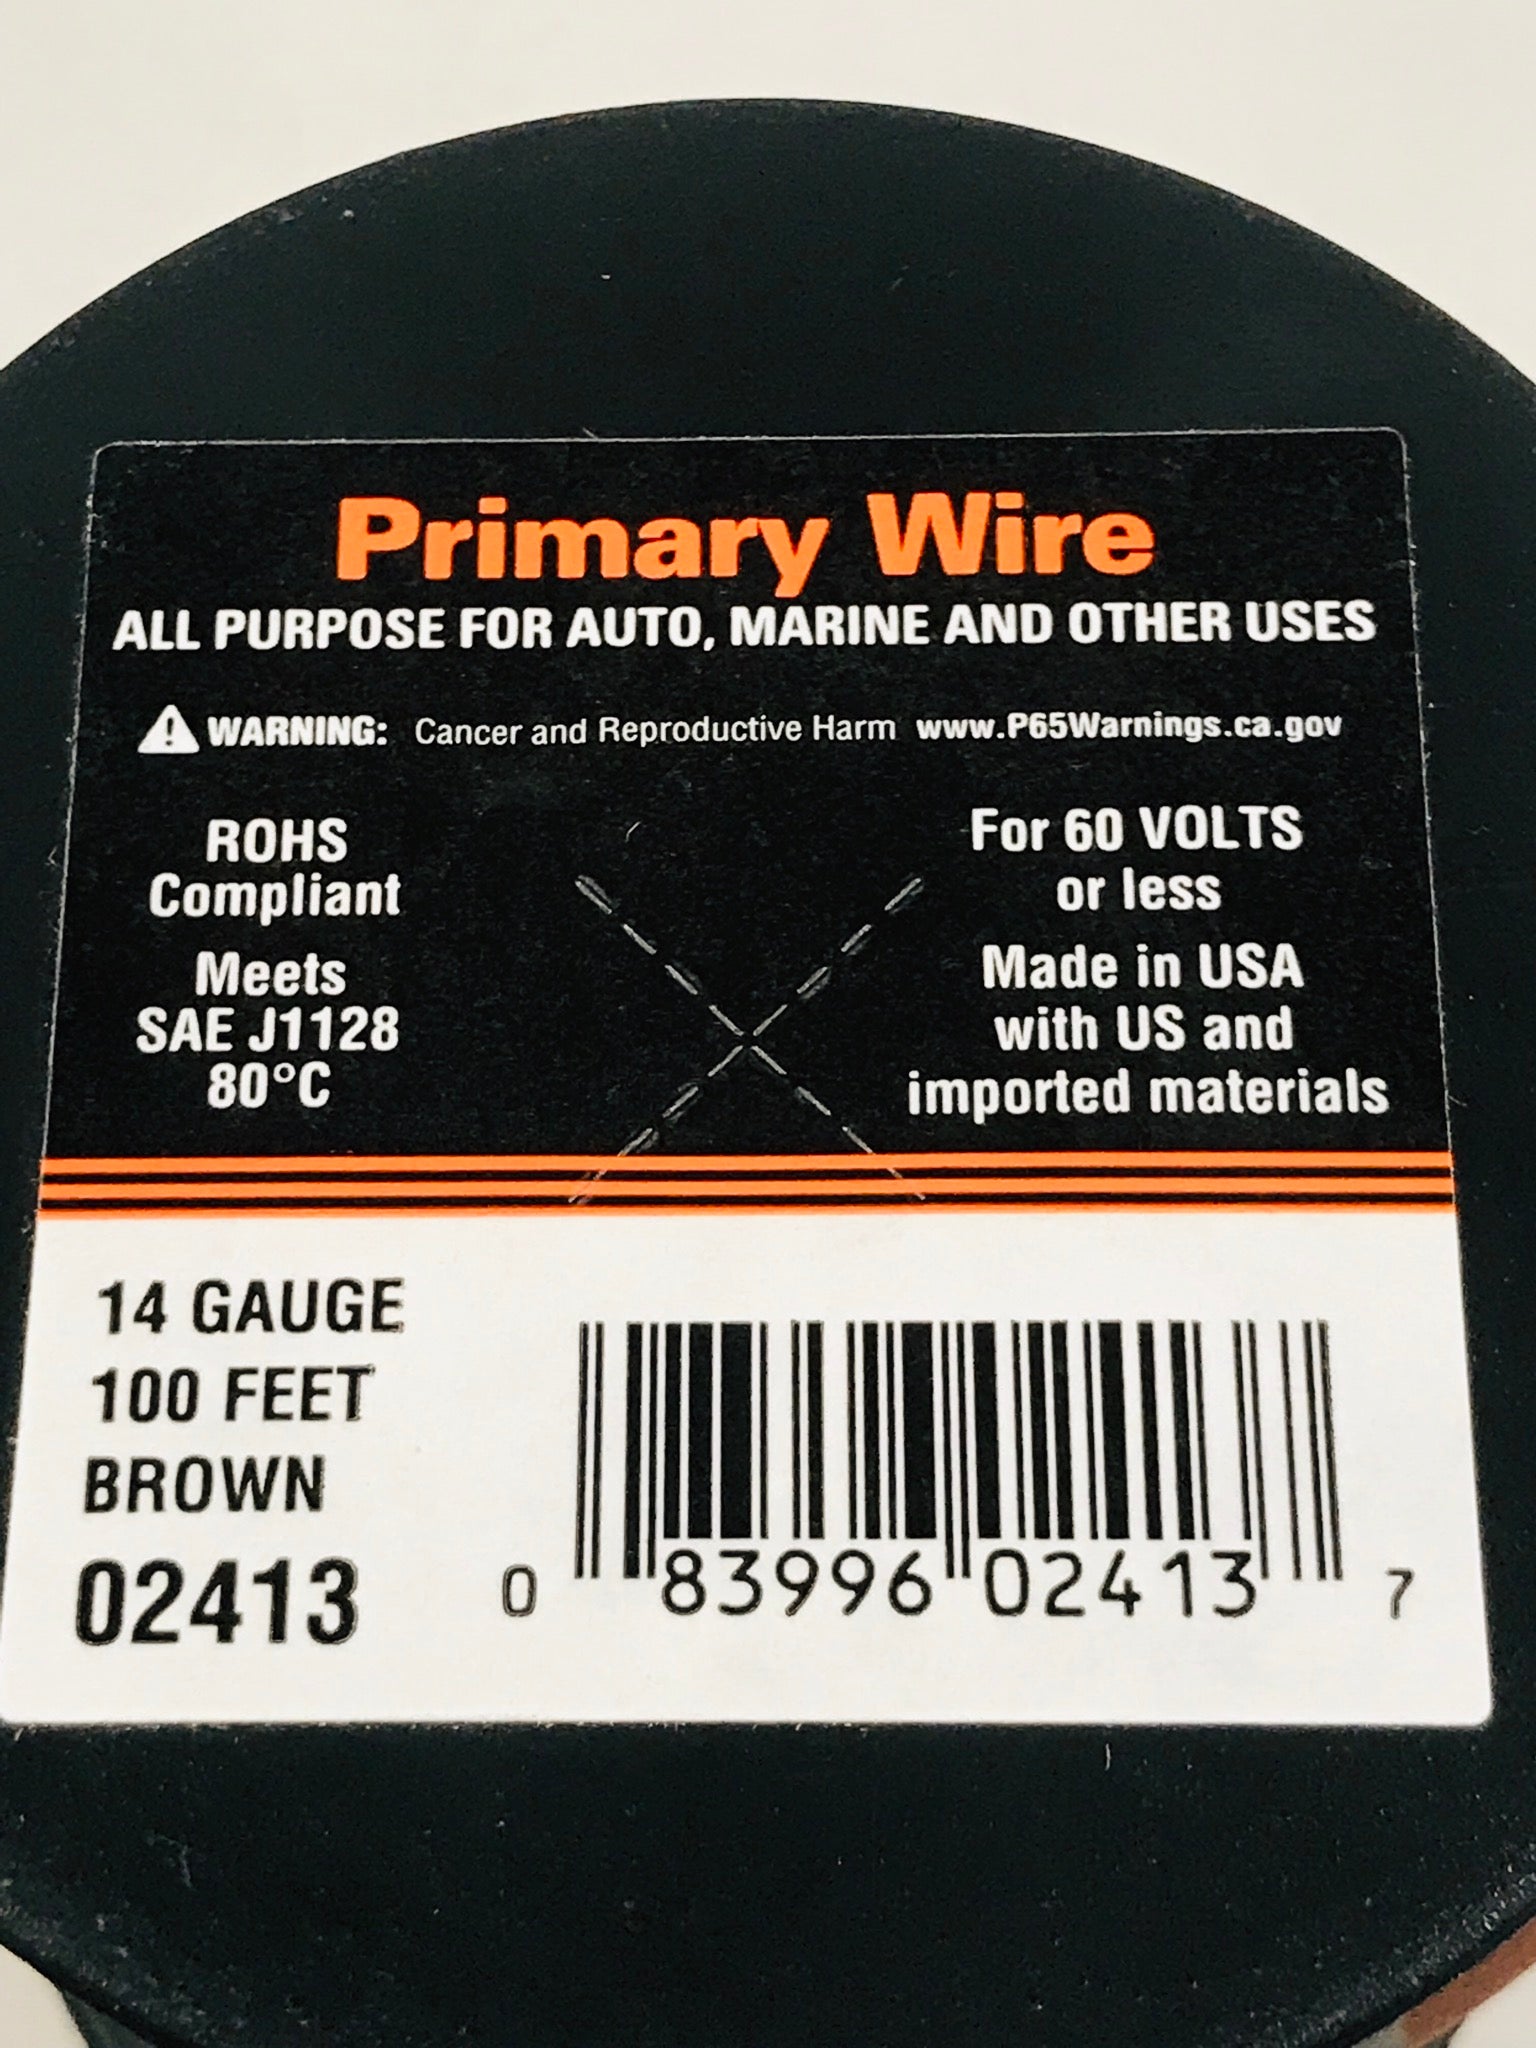 Primary Wire
ALL PURPOSE FOR AUTO, MARINE AND OTHER USES
WARNING: Cancer and Reproductive Harm www.P65Warnings.ca.gov
ROHS
Compliant
Meets
SAE J1128
80°C
For 60 VOLTS
or less
Made in USA
with US and
imported materials
14 GAUGE
100 FEET
BROWN
02413
0 83996 02413 7